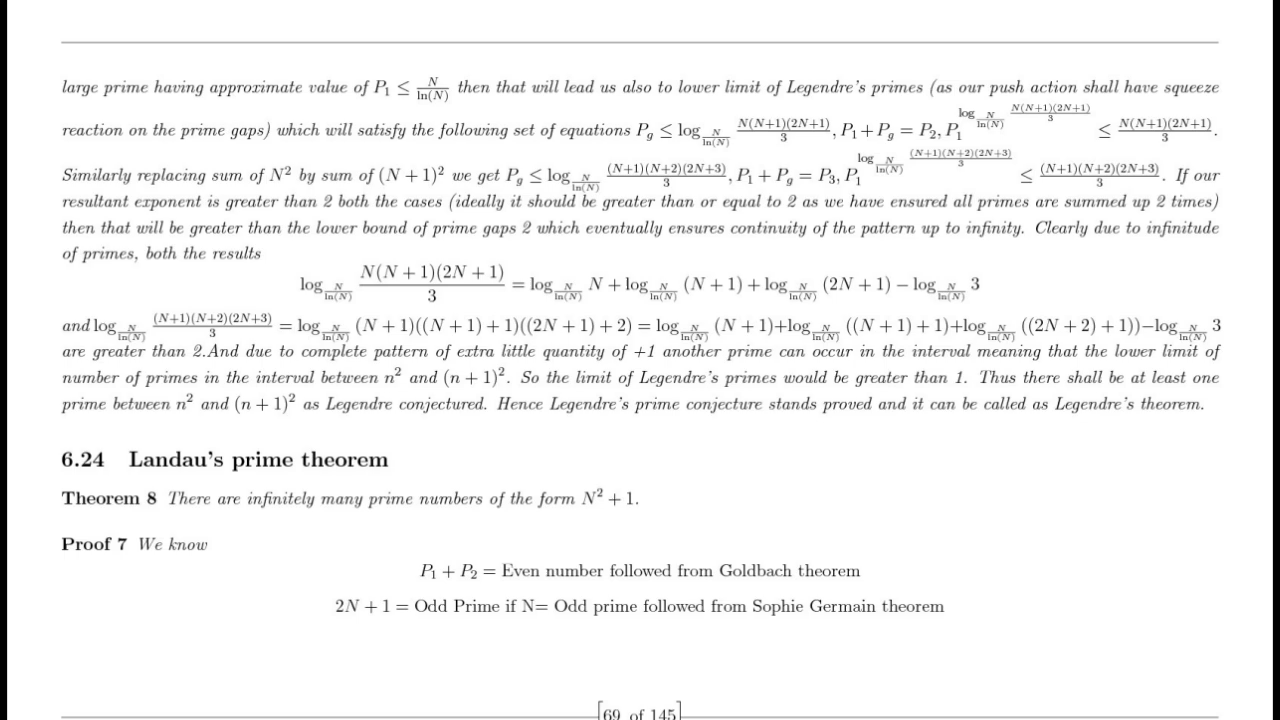 large prime having approximate value of P₁ ≤ N/ln(N) then that will lead us also to lower limit of Legendre's primes (as our push action shall have squeeze
reaction on the prime gaps) which will satisfy the following set of equations P_g ≤ log_{N/ln(N)} N(N+1)(2N+1)/3, P₁ + P_g = P₂, P₁^{log_{N/ln(N)} N(N+1)(2N+1)/3} ≤ N(N+1)(2N+1)/3.
Similarly replacing sum of N² by sum of (N + 1)² we get P_g ≤ log_{N/ln(N)} (N+1)(N+2)(2N+3)/3, P₁ + P_g = P₃, P₁^{log_{N/ln(N)} (N+1)(N+2)(2N+3)/3} ≤ (N+1)(N+2)(2N+3)/3. If our
resultant exponent is greater than 2 both the cases (ideally it should be greater than or equal to 2 as we have ensured all primes are summed up 2 times)
then that will be greater than the lower bound of prime gaps 2 which eventually ensures continuity of the pattern up to infinity. Clearly due to infinitude
of primes, both the results
log_{N/ln(N)} N(N + 1)(2N + 1)/3 = log_{N/ln(N)} N + log_{N/ln(N)} (N + 1) + log_{N/ln(N)} (2N + 1) − log_{N/ln(N)} 3
and log_{N/ln(N)} (N+1)(N+2)(2N+3)/3 = log_{N/ln(N)} (N + 1)((N + 1) + 1)((2N + 1) + 2) = log_{N/ln(N)} (N + 1)+log_{N/ln(N)} ((N + 1) + 1)+log_{N/ln(N)} ((2N + 2) + 1))−log_{N/ln(N)} 3
are greater than 2.And due to complete pattern of extra little quantity of +1 another prime can occur in the interval meaning that the lower limit of
number of primes in the interval between n² and (n + 1)². So the limit of Legendre's primes would be greater than 1. Thus there shall be at least one
prime between n² and (n + 1)² as Legendre conjectured. Hence Legendre's prime conjecture stands proved and it can be called as Legendre's theorem.
6.24 Landau's prime theorem
Theorem 8 There are infinitely many prime numbers of the form N² + 1.
Proof 7 We know
P₁ + P₂ = Even number followed from Goldbach theorem
2N + 1 = Odd Prime if N= Odd prime followed from Sophie Germain theorem
[69 of 145]